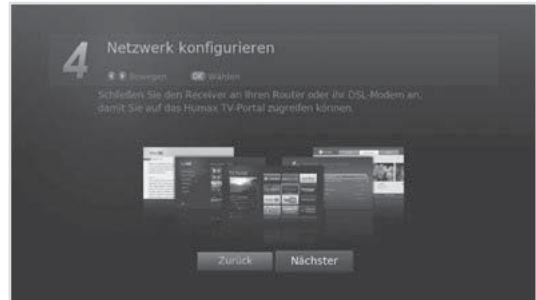 4
Netzwerk konfigurieren
Bewegen OK Wählen
Schließen Sie den Receiver an Ihren Router oder ihr DSL-Modem an,
damit Sie auf das Humax TV-Portal zugreifen können.
Zurück Nächster